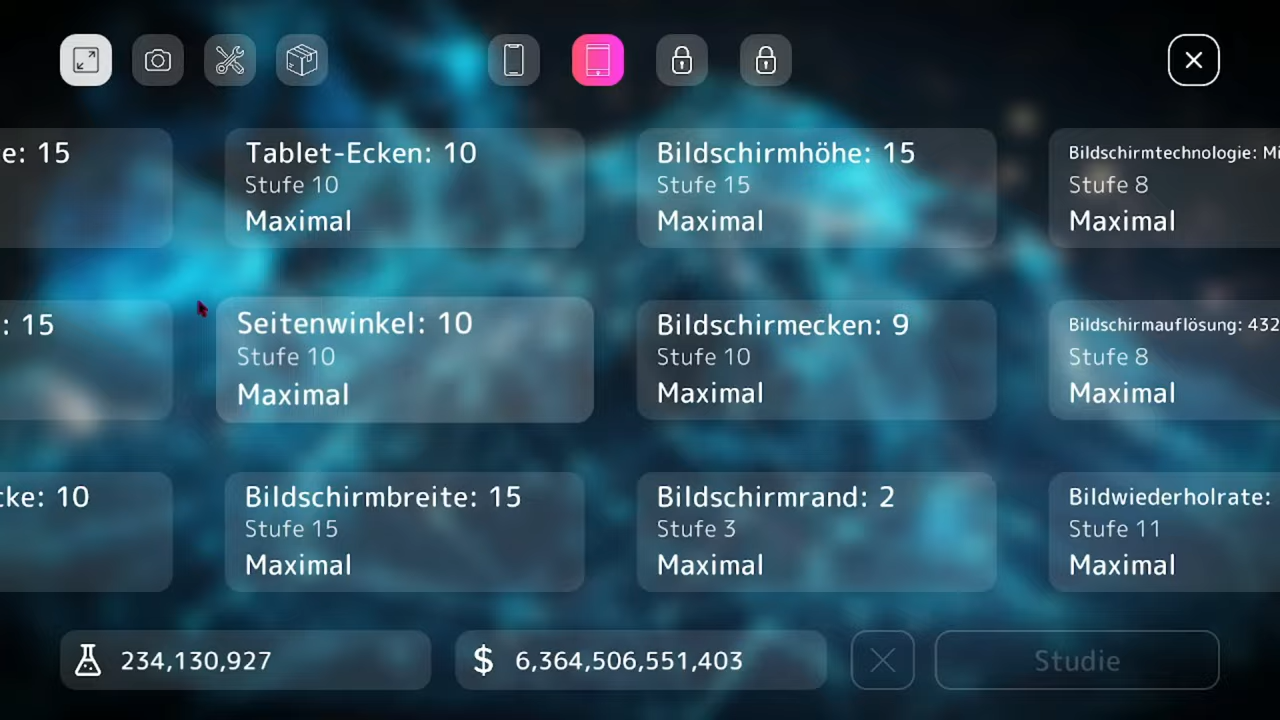 e: 15
Tablet-Ecken: 10
Stufe 10
Maximal
Bildschirmhöhe: 15
Stufe 15
Maximal
Bildschirmtechnologie: Mi
Stufe 8
Maximal
: 15
Seitenwinkel: 10
Stufe 10
Maximal
Bildschirmecken: 9
Stufe 10
Maximal
Bildschirmauflösung: 432
Stufe 8
Maximal
cke: 10
Bildschirmbreite: 15
Stufe 15
Maximal
Bildschirmrand: 2
Stufe 3
Maximal
Bildwiederholrate:
Stufe 11
Maximal
234,130,927
$ 6,364,506,551,403
Studie